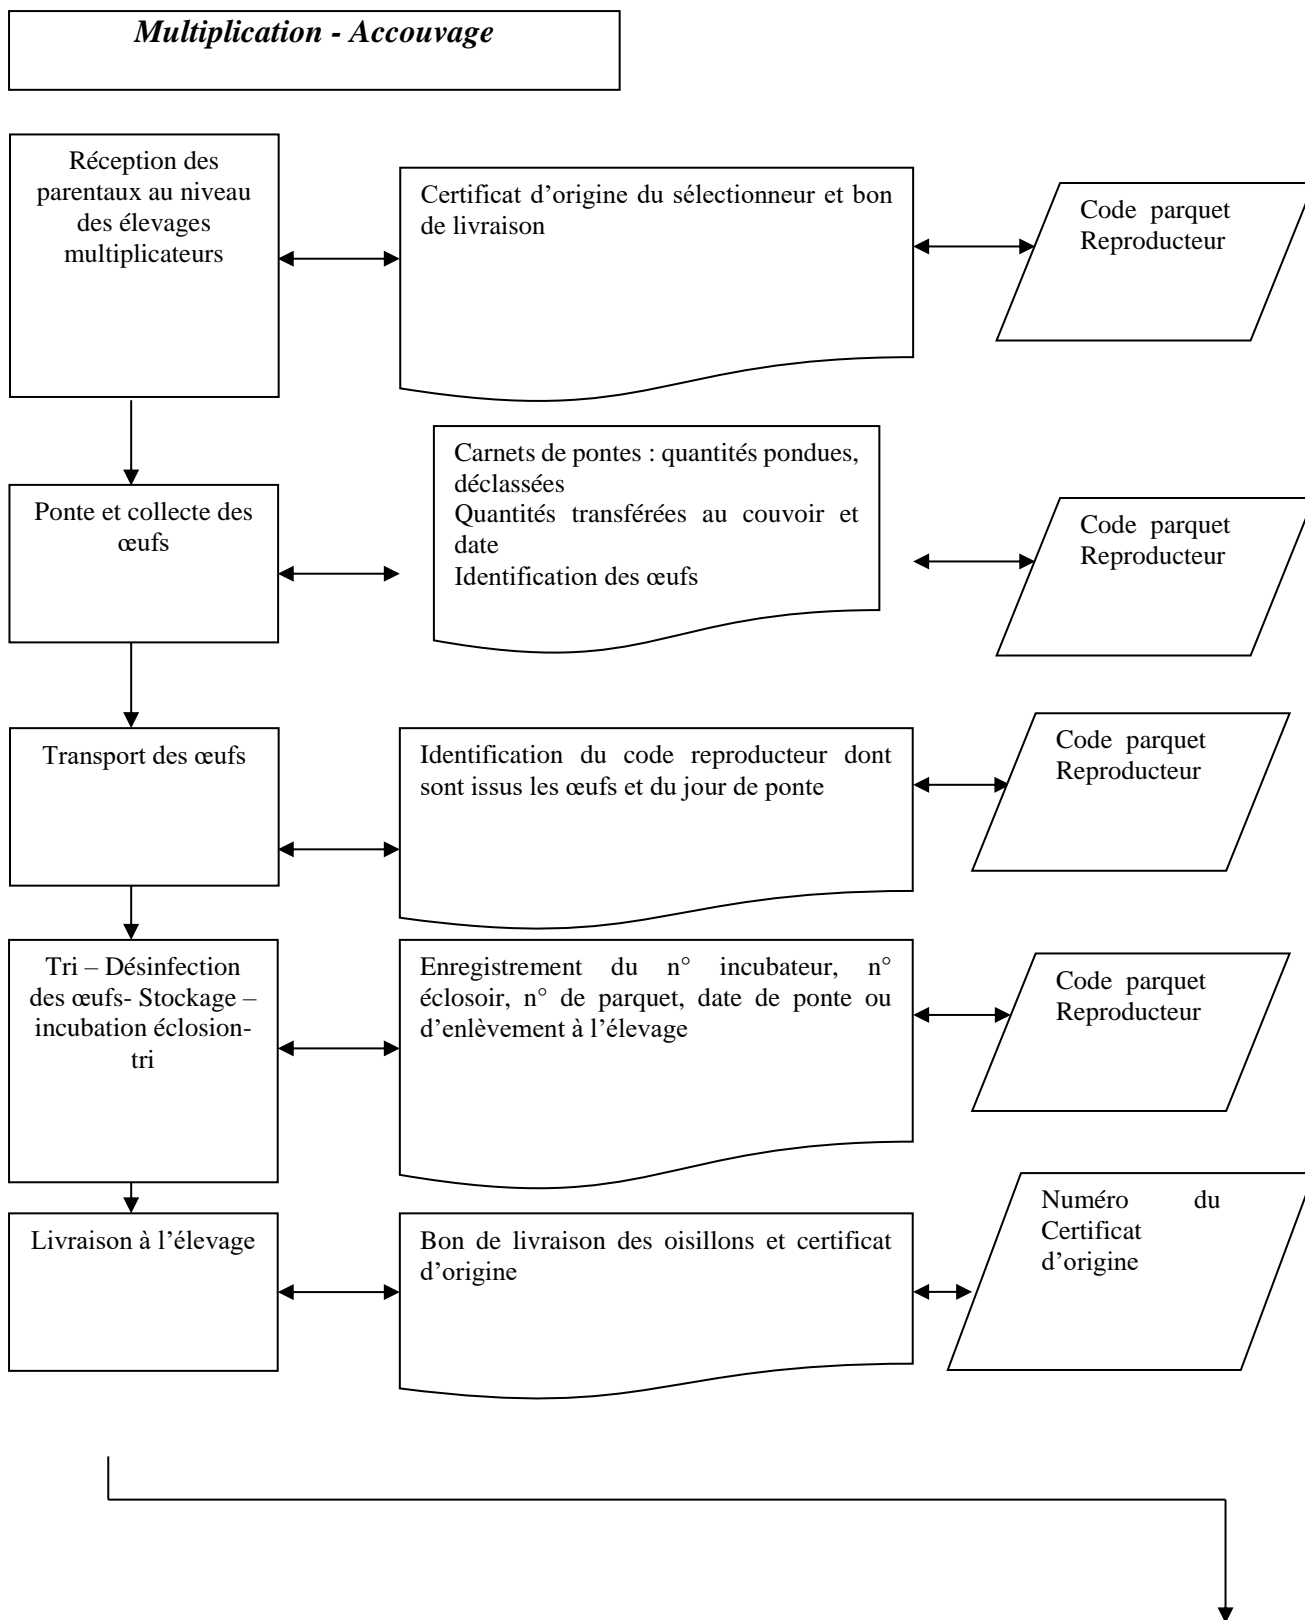 Multiplication - Accouvage
Réception des
parentaux au niveau
des élevages
multiplicateurs
Certificat d’origine du sélectionneur et bon
de livraison
Code parquet
Reproducteur
Ponte et collecte des
œufs
Carnets de pontes : quantités pondues,
déclassées
Quantités transférées au couvoir et
date
Identification des œufs
Code parquet
Reproducteur
Transport des œufs
Identification du code reproducteur dont
sont issus les œufs et du jour de ponte
Code parquet
Reproducteur
Tri – Désinfection
des œufs- Stockage –
incubation éclosion-
tri
Enregistrement du n° incubateur, n°
éclosoir, n° de parquet, date de ponte ou
d’enlèvement à l’élevage
Code parquet
Reproducteur
Livraison à l’élevage
Bon de livraison des oisillons et certificat
d’origine
Numéro du
Certificat
d’origine